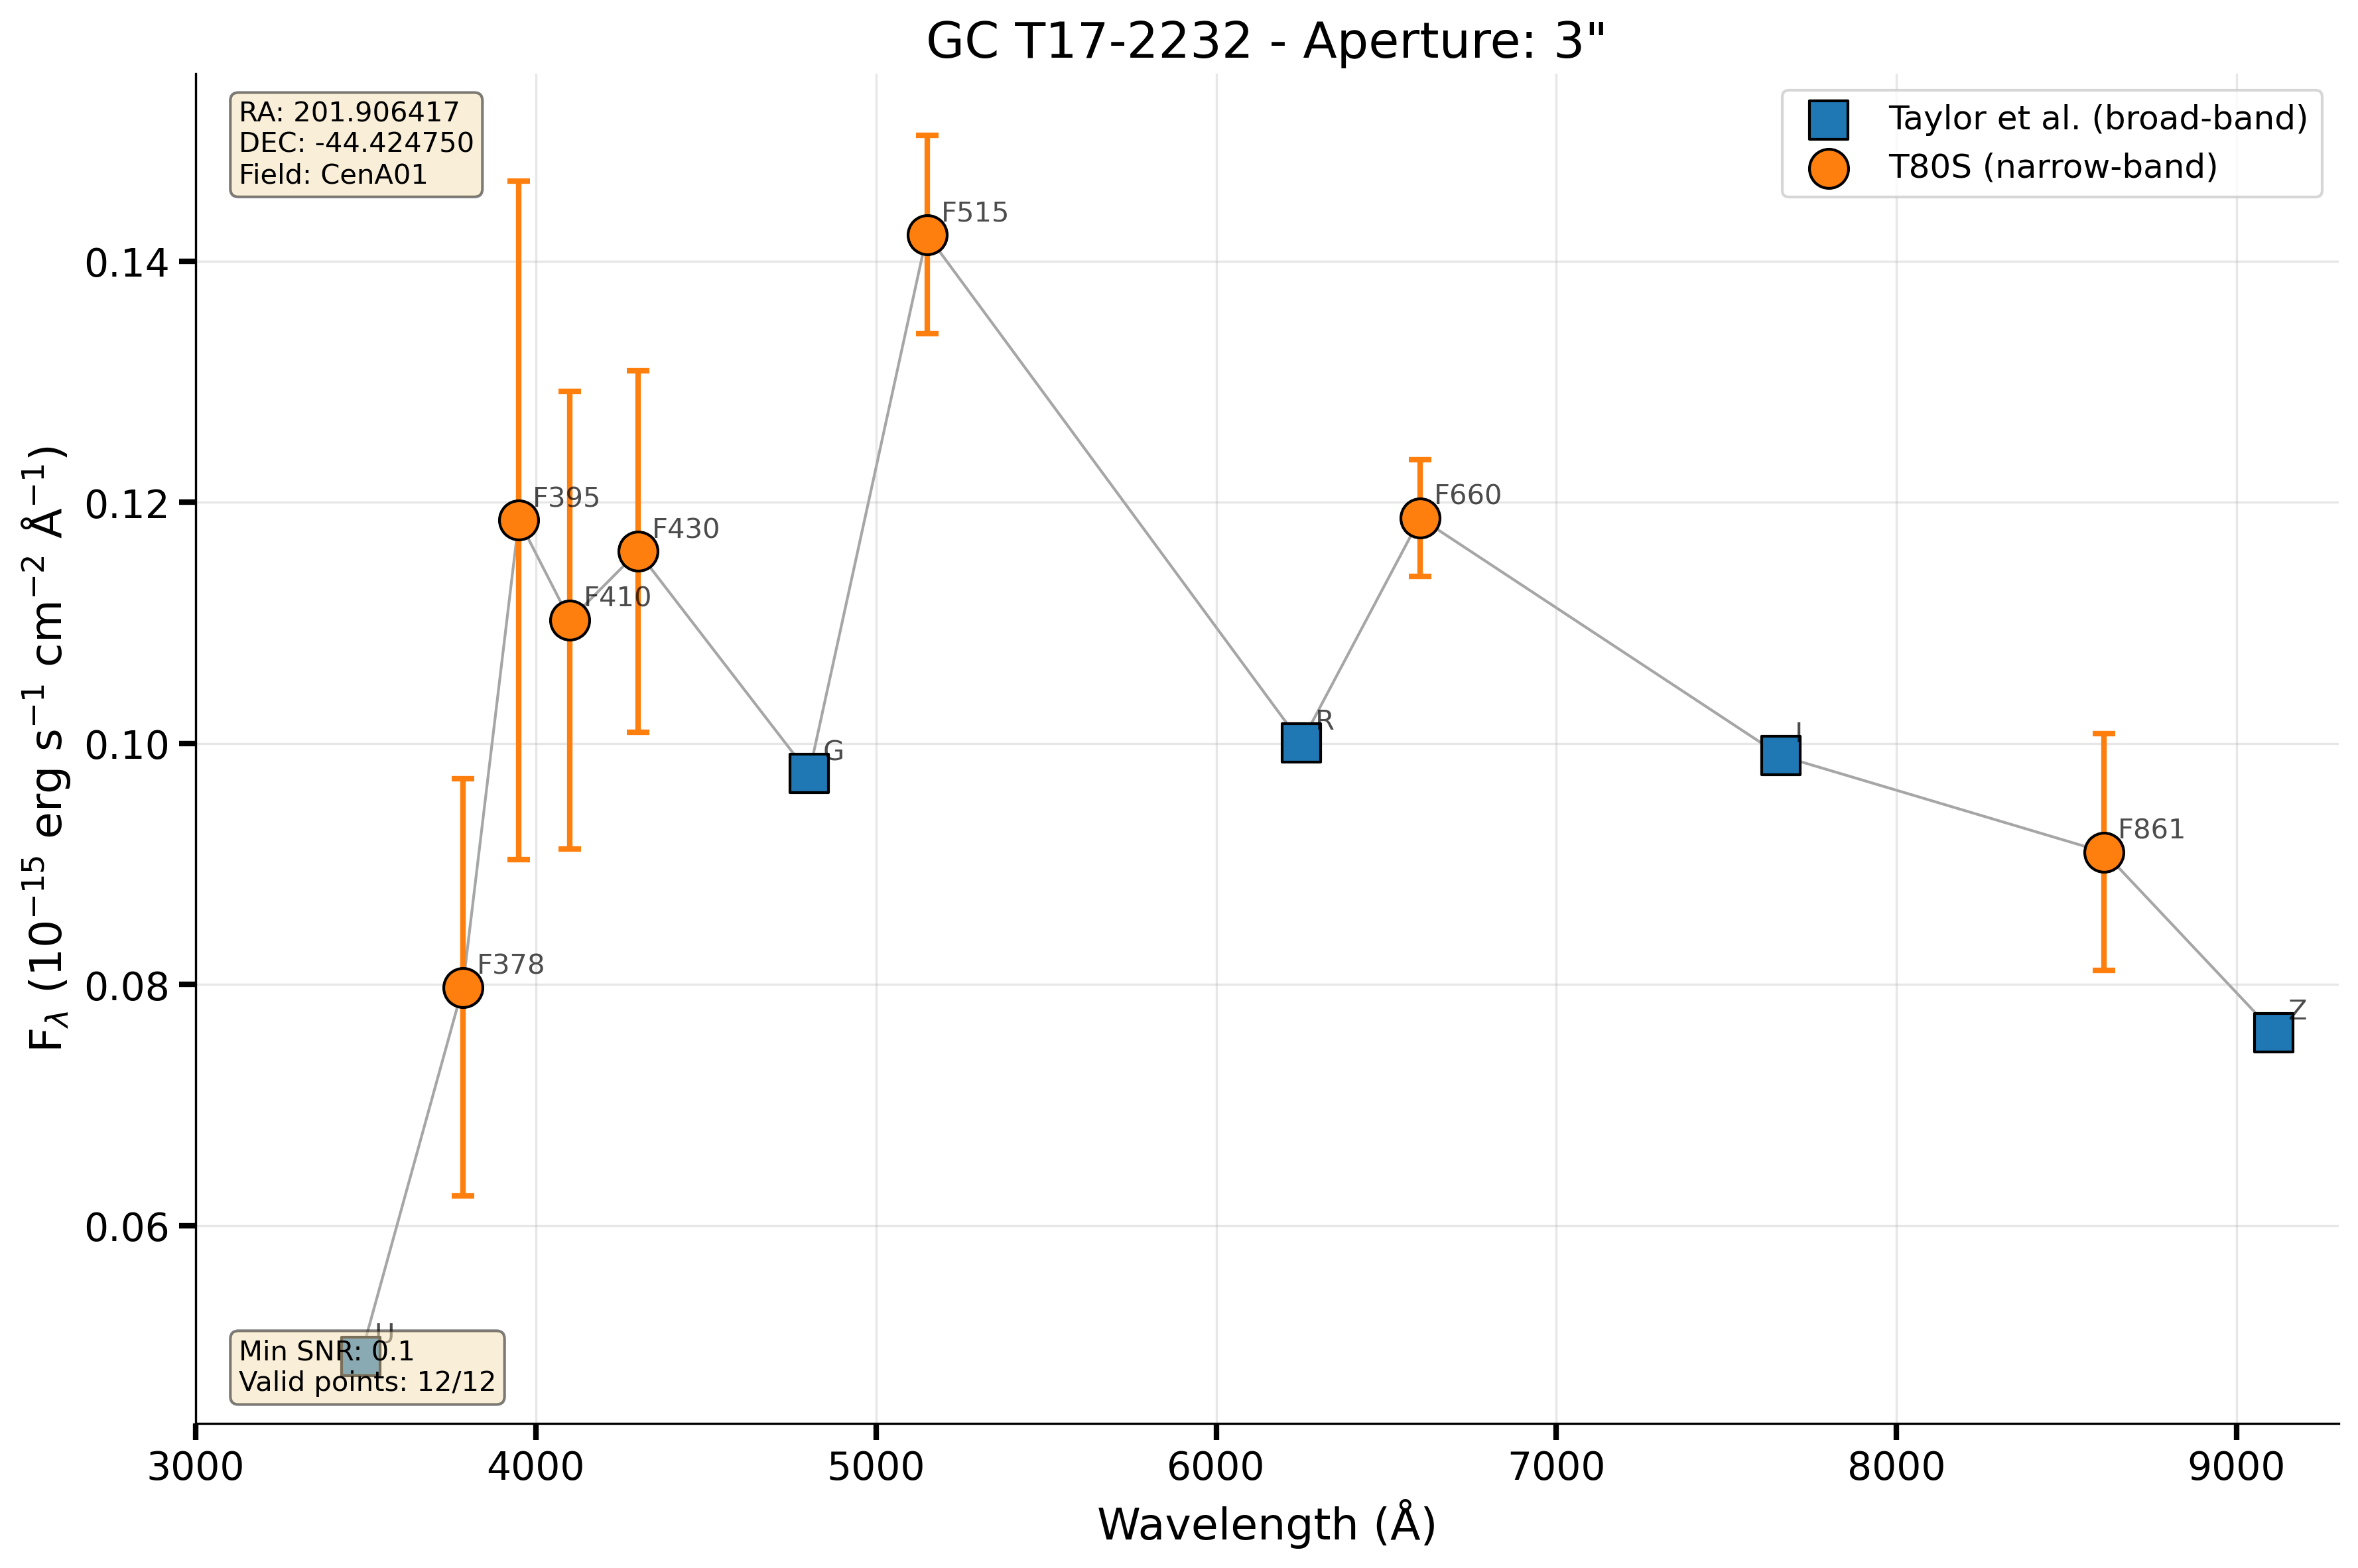 GC T17-2232 - Aperture: 3"
RA: 201.906417
DEC: -44.424750
Field: CenA01
Taylor et al. (broad-band)
T80S (narrow-band)
F515
0.14
F395
F430
F660
0.12
F410
R
I
G
0.10
F861
F378
0.08
Z
0.06
U
Min SNR: 0.1
Valid points: 12/12
F_λ (10⁻¹⁵ erg s⁻¹ cm⁻² Å⁻¹)
3000 4000 5000 6000 7000 8000 9000
Wavelength (Å)